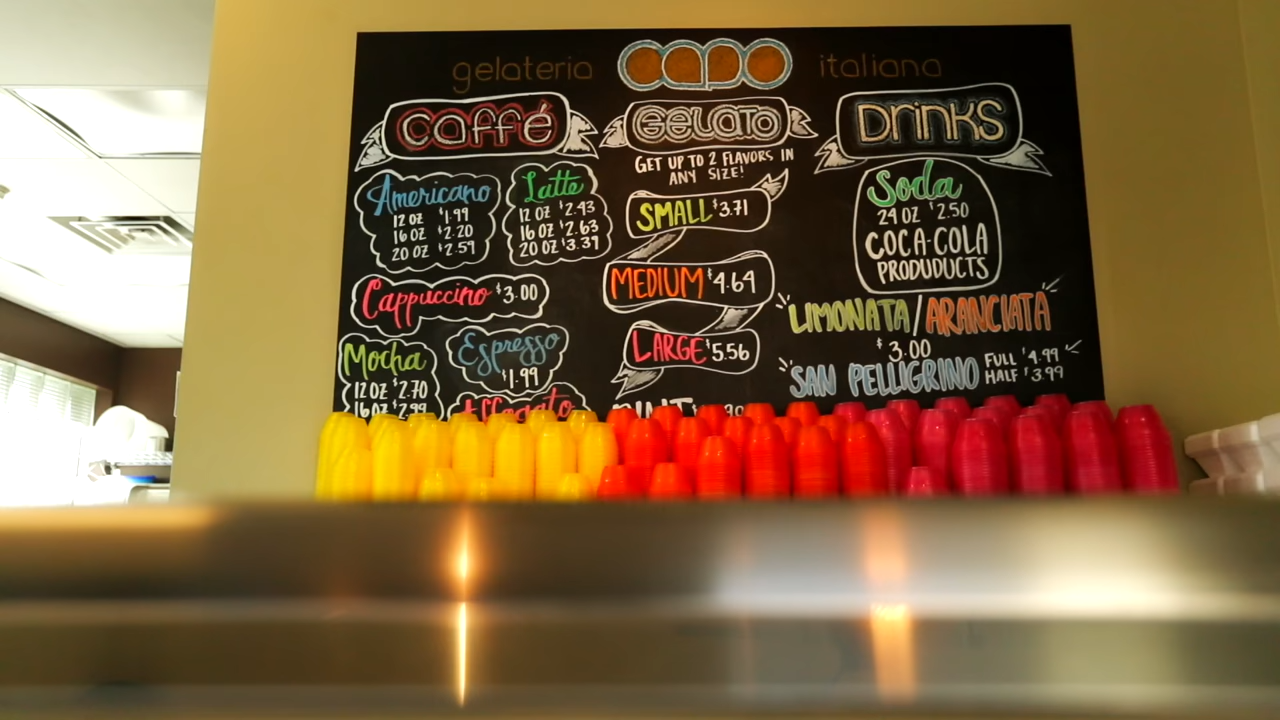 gelateria capo italiana
CAFFÉ
Americano
12 OZ $1.99
16 OZ $2.20
20 OZ $2.59
Latte
12 OZ $2.43
16 OZ $2.63
20 OZ $3.39
Cappuccino $3.00
Mocha
12 OZ $2.70
16 OZ $2.99
Espresso
$1.99
Affogato
GELATO
GET UP TO 2 FLAVORS IN
ANY SIZE!
SMALL $3.71
MEDIUM $4.64
LARGE $5.56
PINT
DRINKS
Soda
24 OZ $2.50
COCA-COLA
PRODUDUCTS
LIMONATA/ARANCIATA
$3.00
SAN PELLIGRINO
FULL $4.99
HALF $3.99